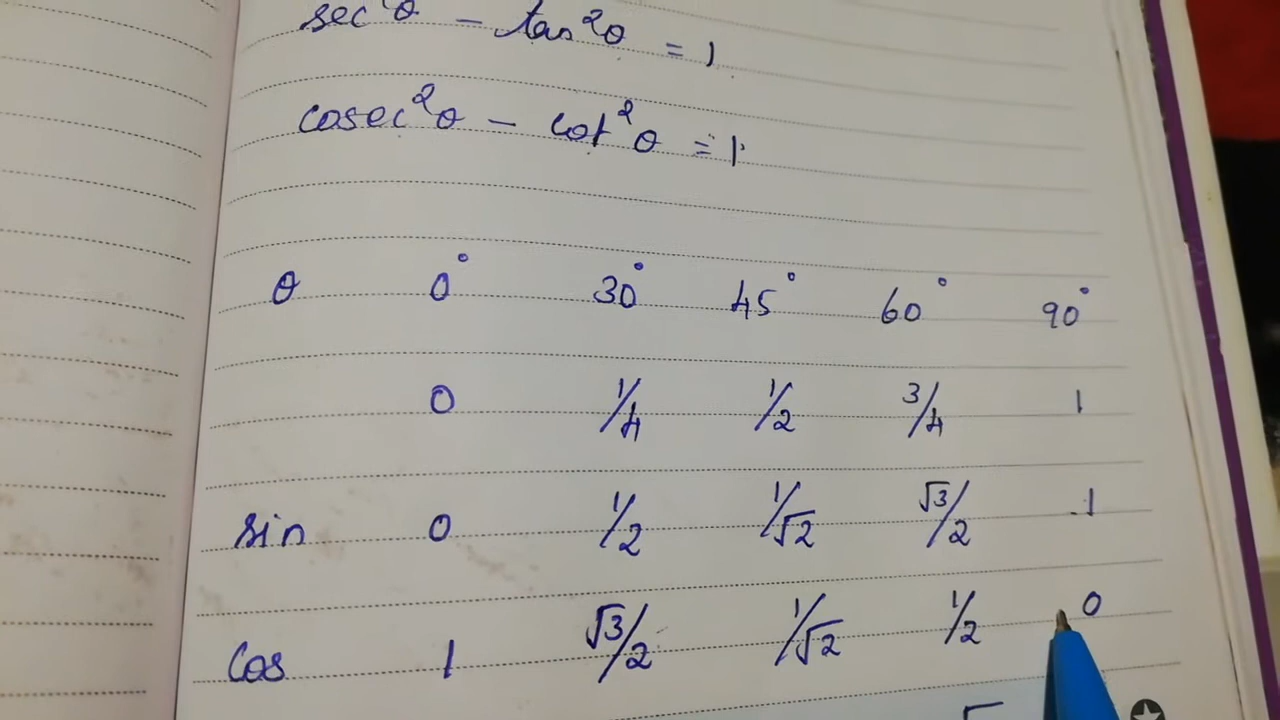 sec²θ - tan²θ = 1
cosec²θ - cot²θ = 1
θ 0° 30° 45° 60° 90°
0 1/4 1/2 3/4 1
sin 0 1/2 1/√2 √3/2 1
cos 1 √3/2 1/√2 1/2 0